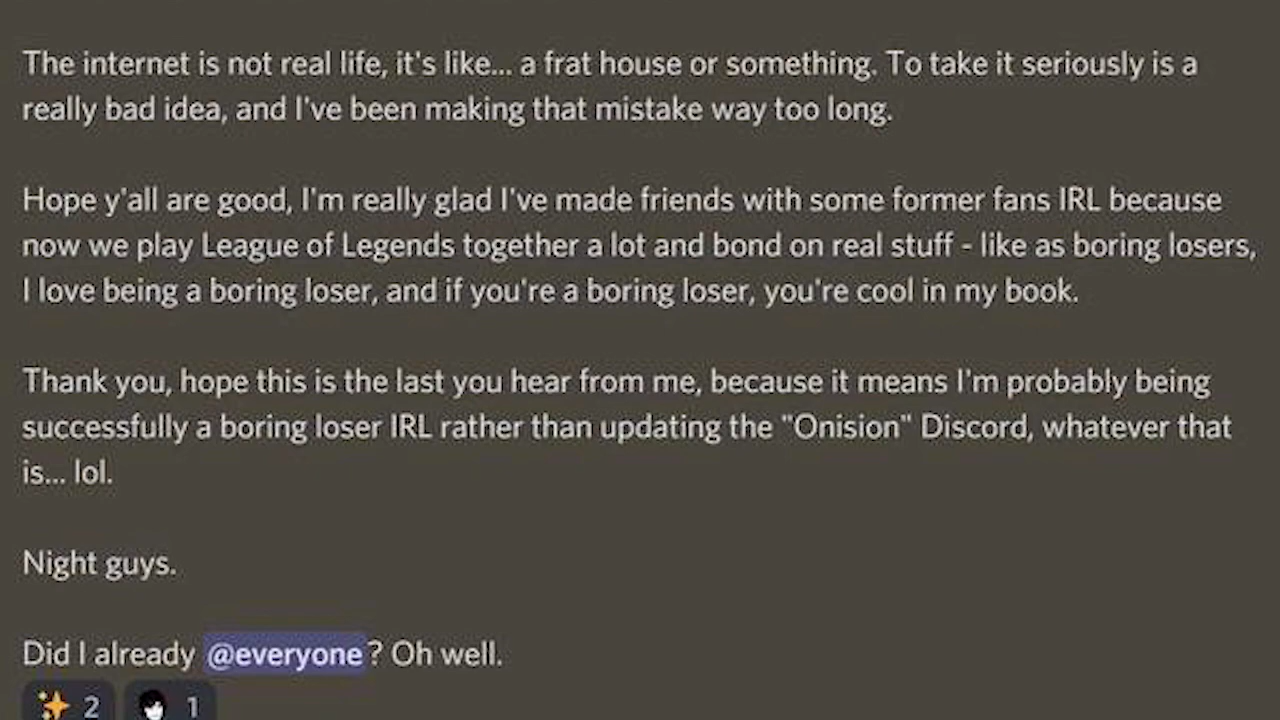 The internet is not real life, it's like... a frat house or something. To take it seriously is a
really bad idea, and I've been making that mistake way too long.
Hope y'all are good, I'm really glad I've made friends with some former fans IRL because
now we play League of Legends together a lot and bond on real stuff - like as boring losers,
I love being a boring loser, and if you're a boring loser, you're cool in my book.
Thank you, hope this is the last you hear from me, because it means I'm probably being
successfully a boring loser IRL rather than updating the "Onision" Discord, whatever that
is... lol.
Night guys.
Did I already @everyone? Oh well.
2 1